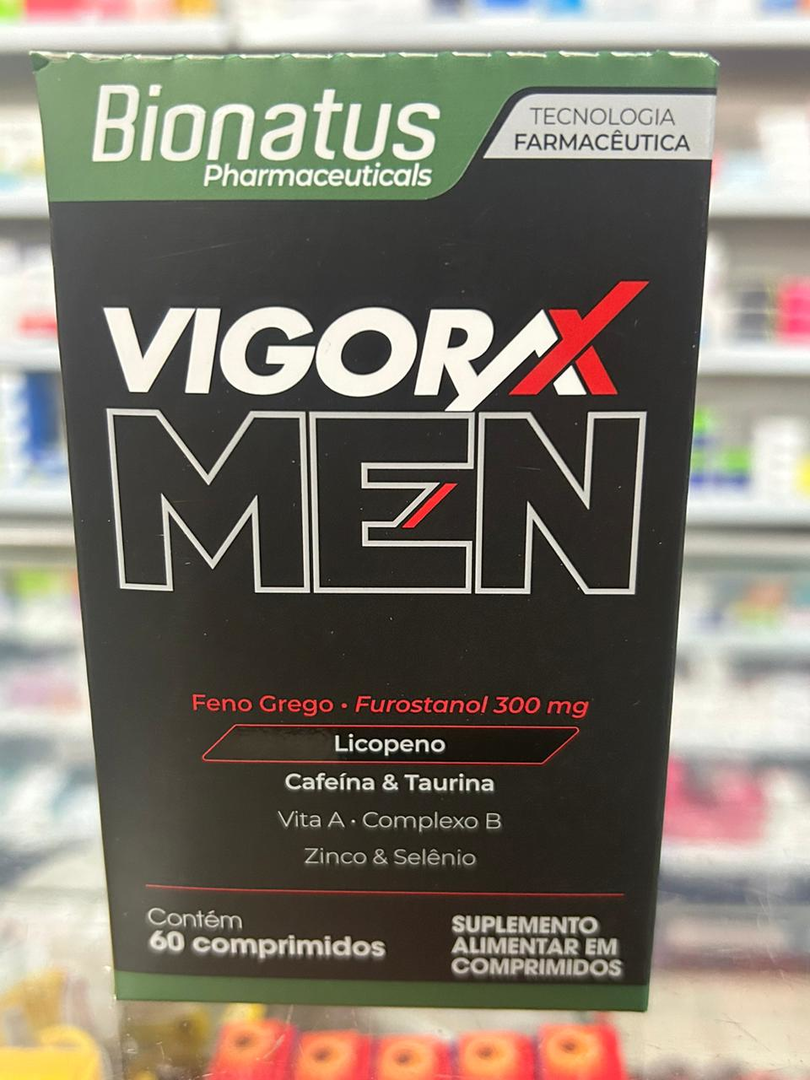 Bionatus
Pharmaceuticals
TECNOLOGIA
FARMACÊUTICA
VIGORAX
MEN
Feno Grego • Furostanol 300 mg
Licopeno
Cafeína & Taurina
Vita A • Complexo B
Zinco & Selênio
Contém
60 comprimidos
SUPLEMENTO
ALIMENTAR EM
COMPRIMIDOS